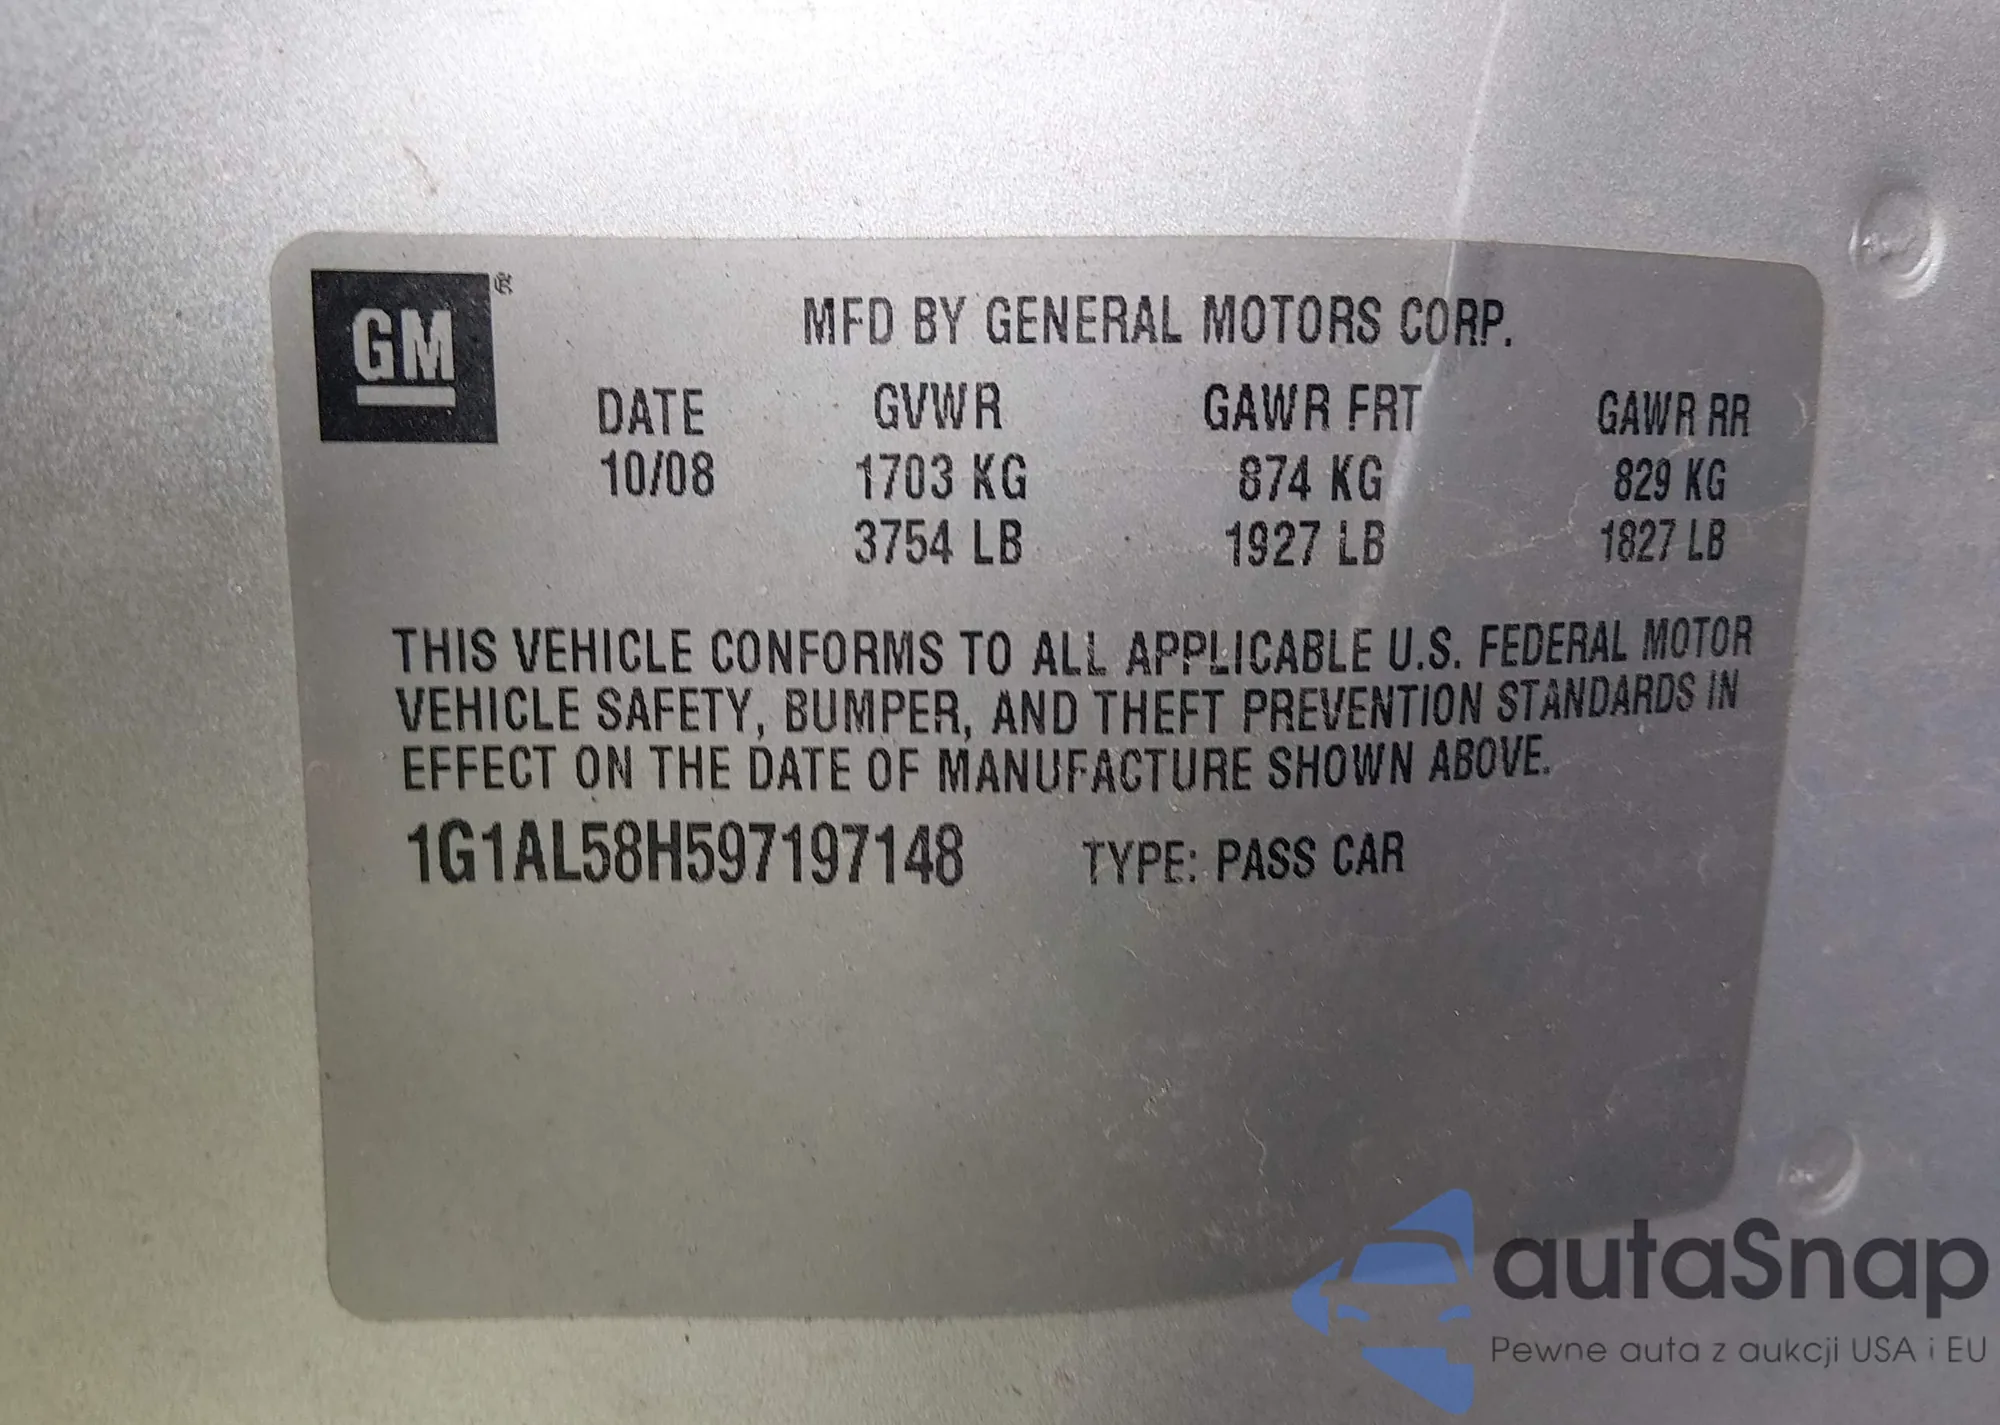 GM ®
MFD BY GENERAL MOTORS CORP.
DATE GVWR GAWR FRT GAWR RR
10/08 1703 KG 874 KG 829 KG
3754 LB 1927 LB 1827 LB
THIS VEHICLE CONFORMS TO ALL APPLICABLE U.S. FEDERAL MOTOR
VEHICLE SAFETY, BUMPER, AND THEFT PREVENTION STANDARDS IN
EFFECT ON THE DATE OF MANUFACTURE SHOWN ABOVE.
1G1AL58H597197148 TYPE: PASS CAR
autaSnap
Pewne auta z aukcji USA i EU